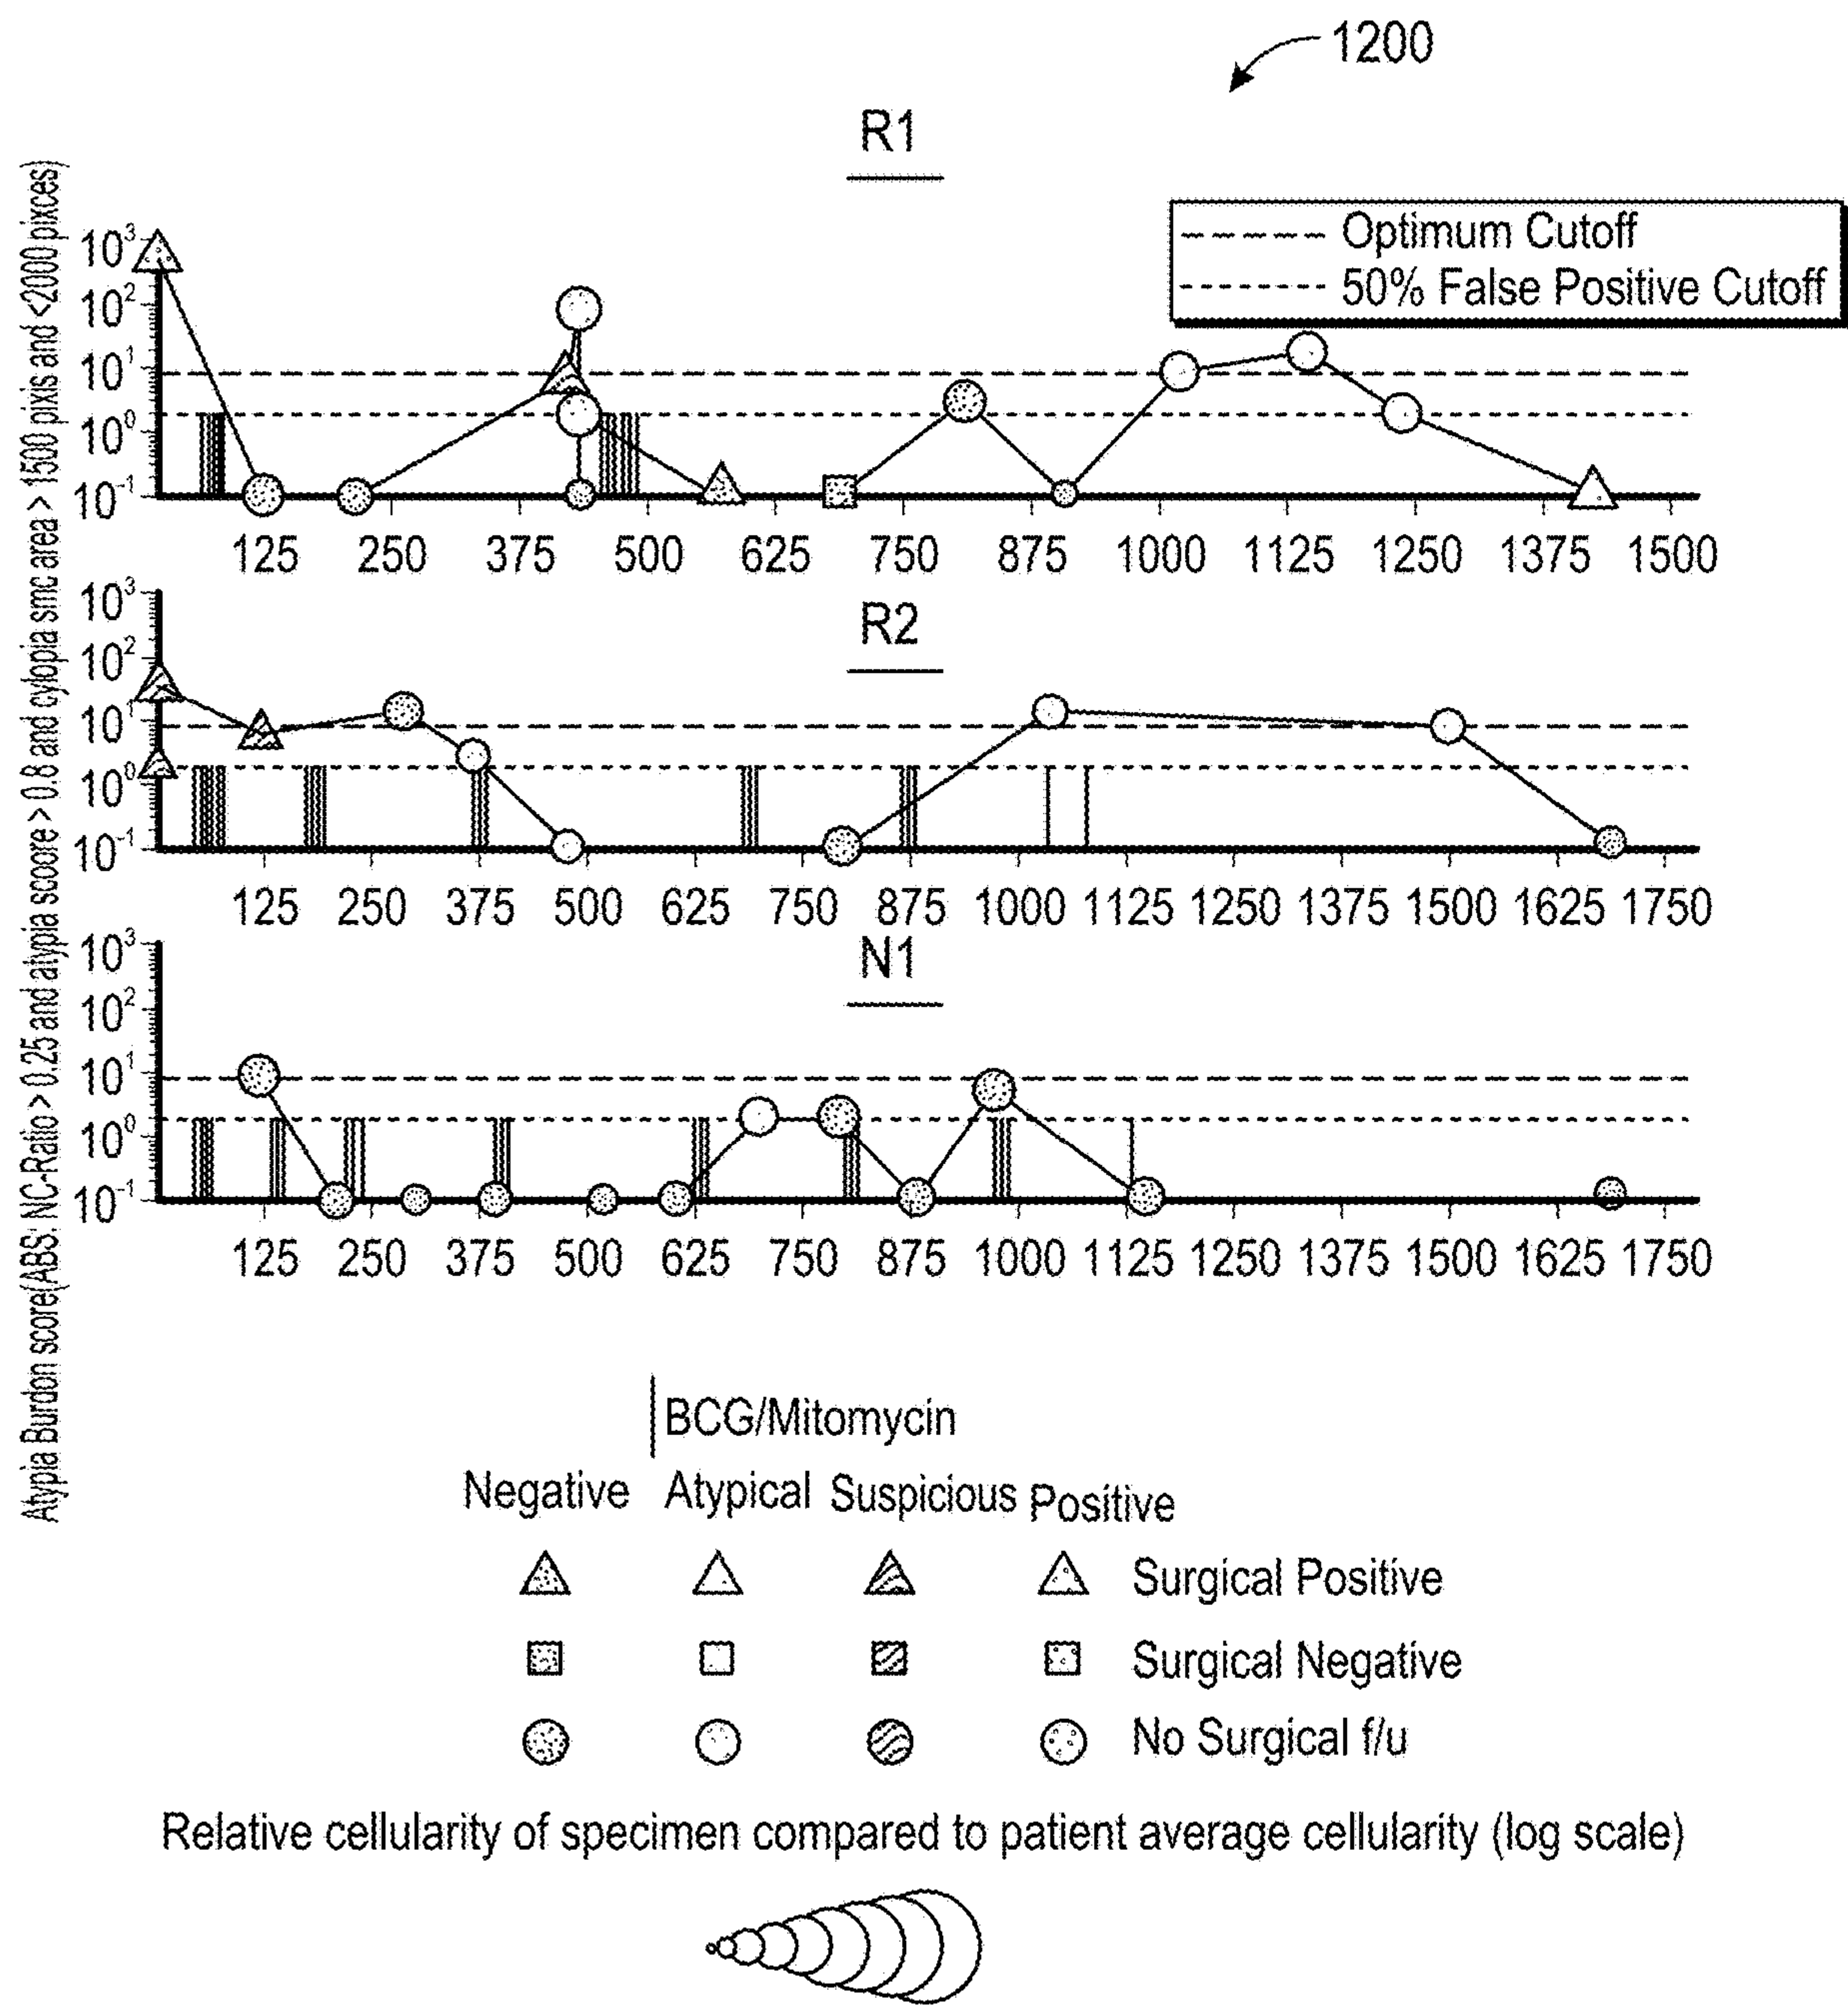 1200
R1
Optimum Cutoff
50% False Positive Cutoff
Atypia Burdon score(ABS: NC-Ratio > 0.25 and atypia scoore > 0.8 and cylopia smc area > 1500 pixis and <2000 pixces)
10³
10²
10¹
10⁰
10⁻¹
125 250 375 500 625 750 875 1000 1125 1250 1375 1500
R2
10³
10²
10¹
10⁰
10⁻¹
125 250 375 500 625 750 875 1000 1125 1250 1375 1500 1625 1750
N1
10³
10²
10¹
10⁰
10⁻¹
125 250 375 500 625 750 875 1000 1125 1250 1375 1500 1625 1750
BCG/Mitomycin
Negative Atypical Suspicious Positive
Surgical Positive
Surgical Negative
No Surgical f/u
Relative cellularity of specimen compared to patient average cellularity (log scale)